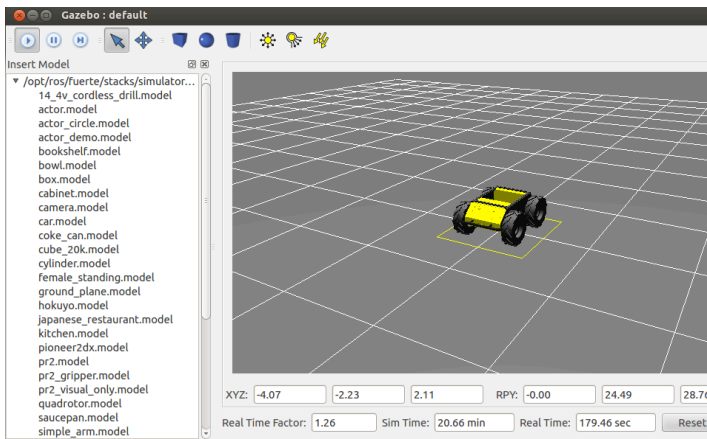 Gazebo : default
Insert Model
/opt/ros/fuerte/stacks/simulator...
14_4v_cordless_drill.model
actor.model
actor_circle.model
actor_demo.model
bookshelf.model
bowl.model
box.model
cabinet.model
camera.model
car.model
coke_can.model
cube_20k.model
cylinder.model
female_standing.model
ground_plane.model
hokuyo.model
japanese_restaurant.model
kitchen.model
pioneer2dx.model
pr2.model
pr2_gripper.model
pr2_visual_only.model
quadrotor.model
saucepan.model
simple_arm.model
XYZ: -4.07 -2.23 2.11 RPY: -0.00 24.49 28.76
Real Time Factor: 1.26 Sim Time: 20.66 min Real Time: 179.46 sec Reset